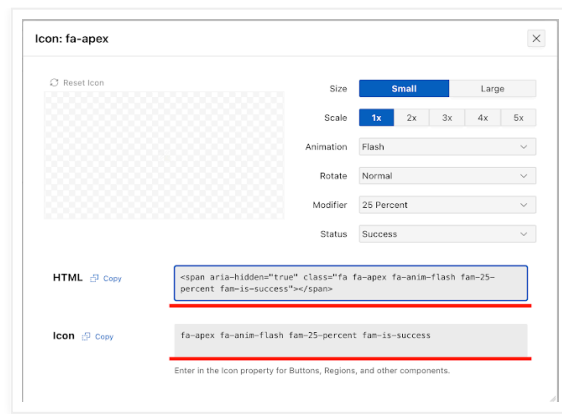 Icon: fa-apex
Reset Icon
Size Small Large
Scale 1x 2x 3x 4x 5x
Animation Flash
Rotate Normal
Modifier 25 Percent
Status Success
HTML Copy
<span aria-hidden="true" class="fa fa-apex fa-anim-flash fam-25-
percent fam-is-success"></span>
Icon Copy
fa-apex fa-anim-flash fam-25-percent fam-is-success
Enter in the Icon property for Buttons, Regions, and other components.